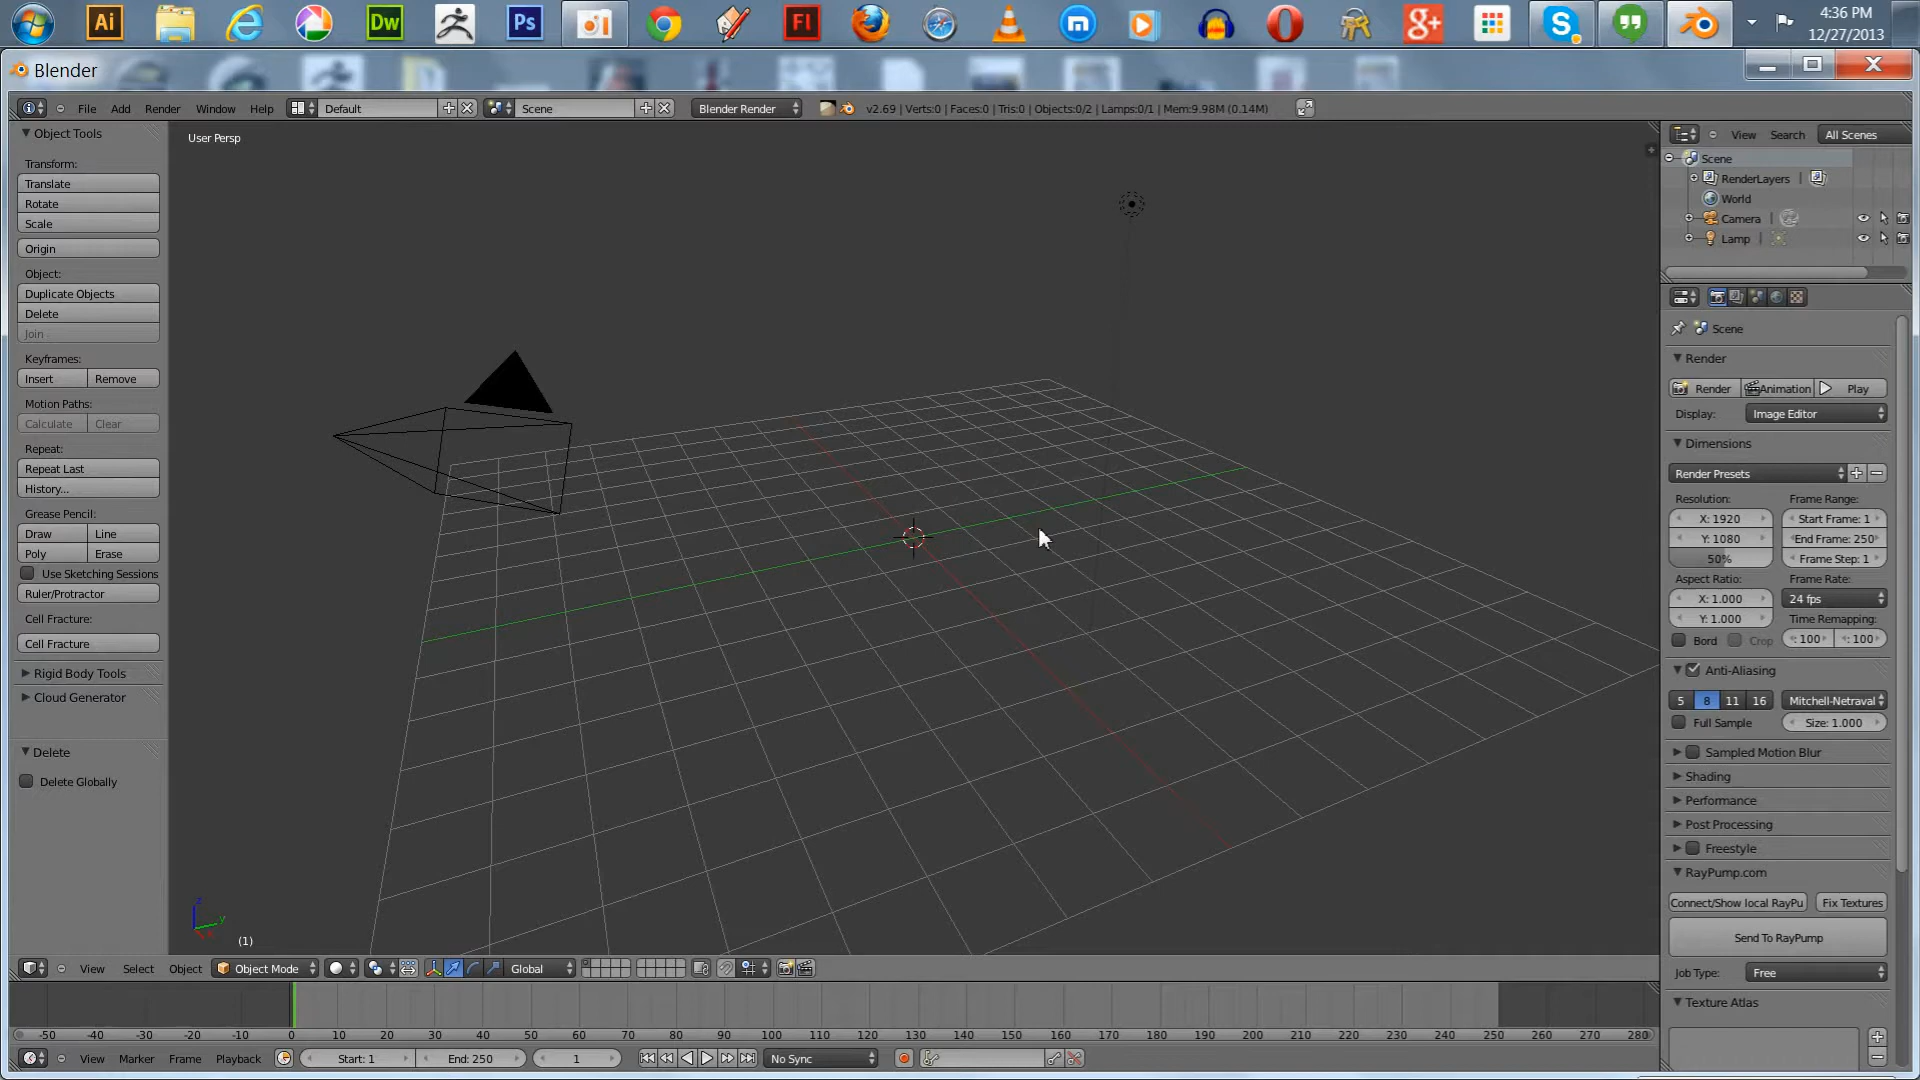 Ai
Dw
Ps
Fl
m
g+
S
4:36 PM
12/27/2013
Blender
File Add Render Window Help
Default
Scene
Blender Render
v2.69 | Verts:0 | Faces:0 | Tris:0 | Objects:0/2 | Lamps:0/1 | Mem:9.98M (0.14M)
Object Tools
Transform:
Translate
Rotate
Scale
Origin
Object:
Duplicate Objects
Delete
Join
Keyframes:
Insert Remove
Motion Paths:
Calculate Clear
Repeat:
Repeat Last
History...
Grease Pencil:
Draw Line
Poly Erase
Use Sketching Sessions
Ruler/Protractor
Cell Fracture:
Cell Fracture
Rigid Body Tools
Cloud Generator
Delete
Delete Globally
User Persp
z
y
x
(1)
View Select Object Object Mode Global
View Search All Scenes
Scene
RenderLayers |
World
Camera |
Lamp |
Scene
Render
Render Animation Play
Display: Image Editor
Dimensions
Render Presets
Resolution: Frame Range:
X: 1920 Start Frame: 1
Y: 1080 End Frame: 250
50% Frame Step: 1
Aspect Ratio: Frame Rate:
X: 1.000 24 fps
Y: 1.000 Time Remapping:
Bord Crop : 100 : 100
Anti-Aliasing
5 8 11 16 Mitchell-Netraval
Full Sample Size: 1.000
Sampled Motion Blur
Shading
Performance
Post Processing
Freestyle
RayPump.com
Connect/Show local RayPu Fix Textures
Send To RayPump
Job Type: Free
Texture Atlas
-50 -40 -30 -20 -10 0 10 20 30 40 50 60 70 80 90 100 110 120 130 140 150 160 170 180 190 200 210 220 230 240 250 260 270 280
View Marker Frame Playback Start: 1 End: 250 1 No Sync